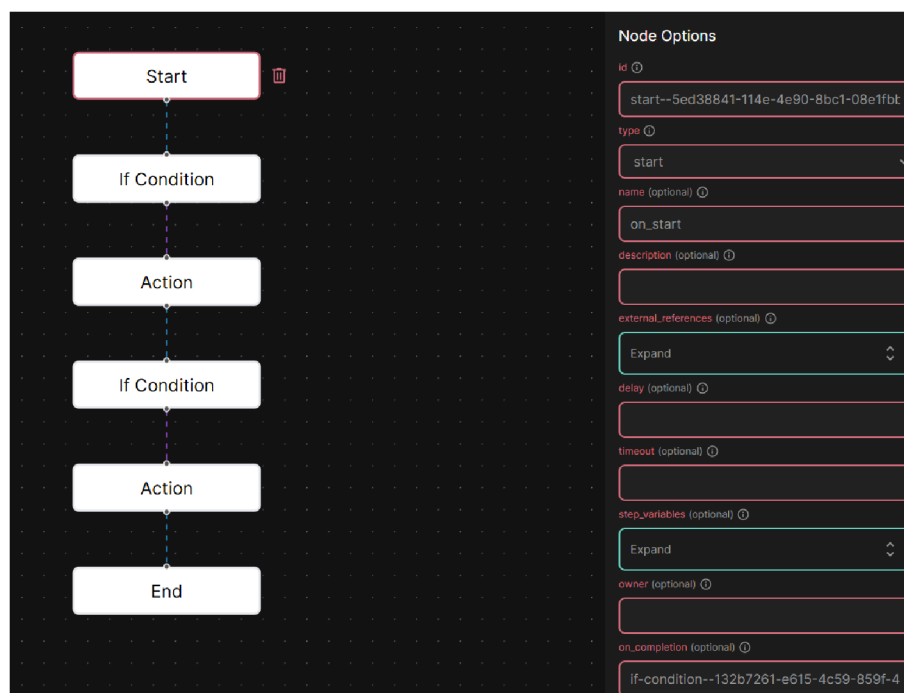 Start
If Condition
Action
If Condition
Action
End
Node Options
id
start--5ed38841-114e-4e90-8bc1-08e1fbb
type
start
name (optional)
on_start
description (optional)
external_references (optional)
Expand
delay (optional)
timeout (optional)
step_variables (optional)
Expand
owner (optional)
on_completion (optional)
if-condition--132b7261-e615-4c59-859f-4